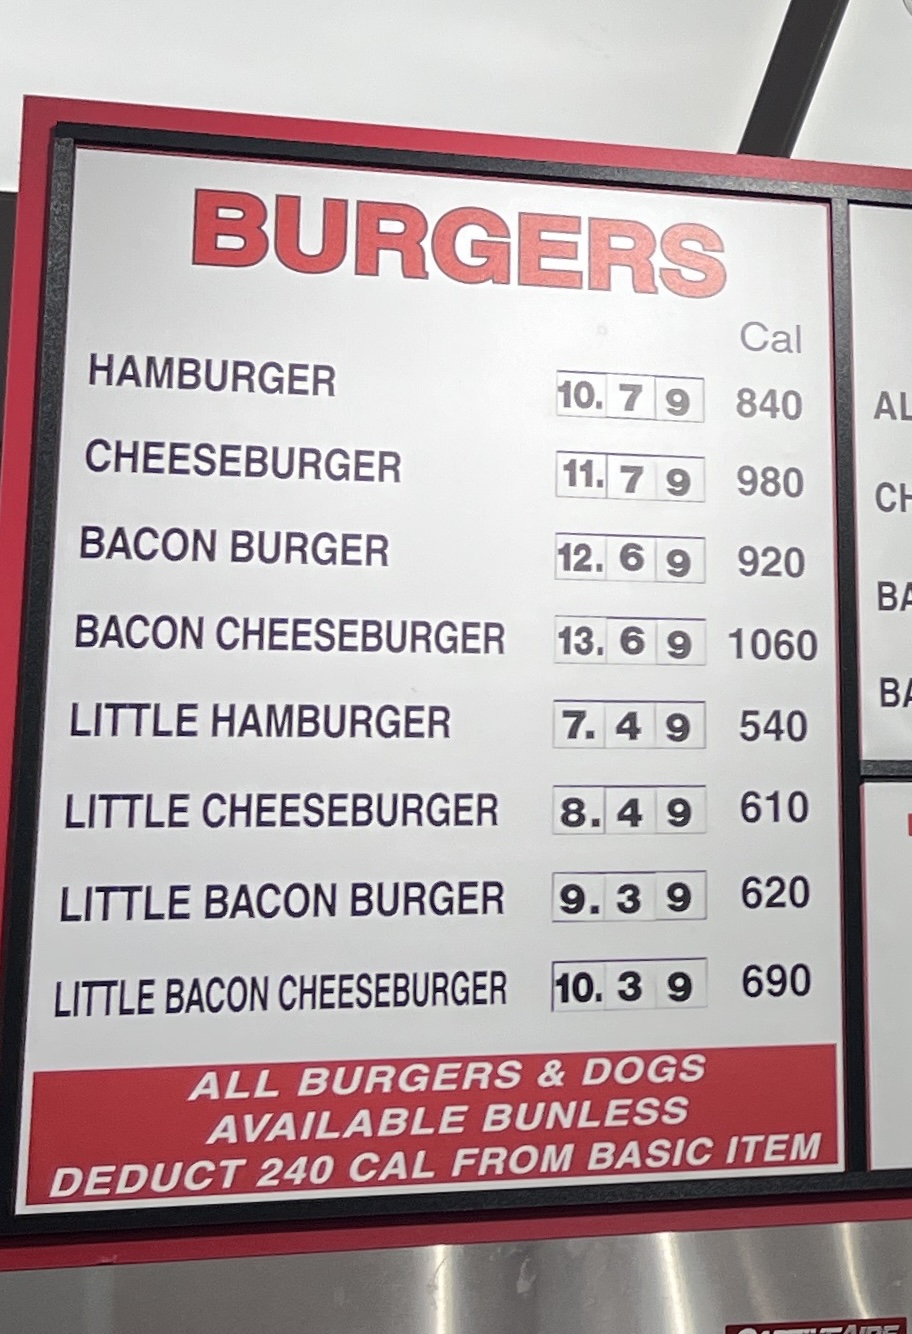 BURGERS
Cal
HAMBURGER 10.79 840
CHEESEBURGER 11.79 980
BACON BURGER 12.69 920
BACON CHEESEBURGER 13.69 1060
LITTLE HAMBURGER 7.49 540
LITTLE CHEESEBURGER 8.49 610
LITTLE BACON BURGER 9.39 620
LITTLE BACON CHEESEBURGER 10.39 690
ALL BURGERS & DOGS
AVAILABLE BUNLESS
DEDUCT 240 CAL FROM BASIC ITEM